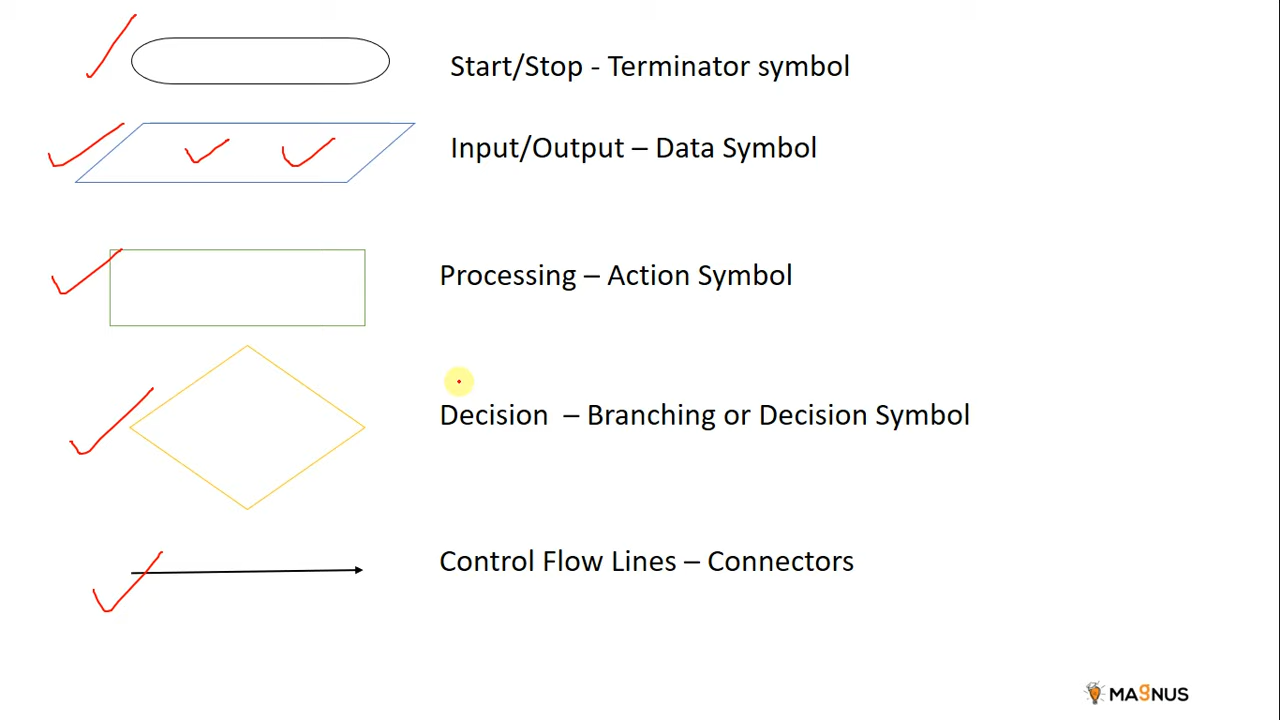 Start/Stop - Terminator symbol
Input/Output – Data Symbol
Processing – Action Symbol
Decision  – Branching or Decision Symbol
Control Flow Lines – Connectors
MAgNUS